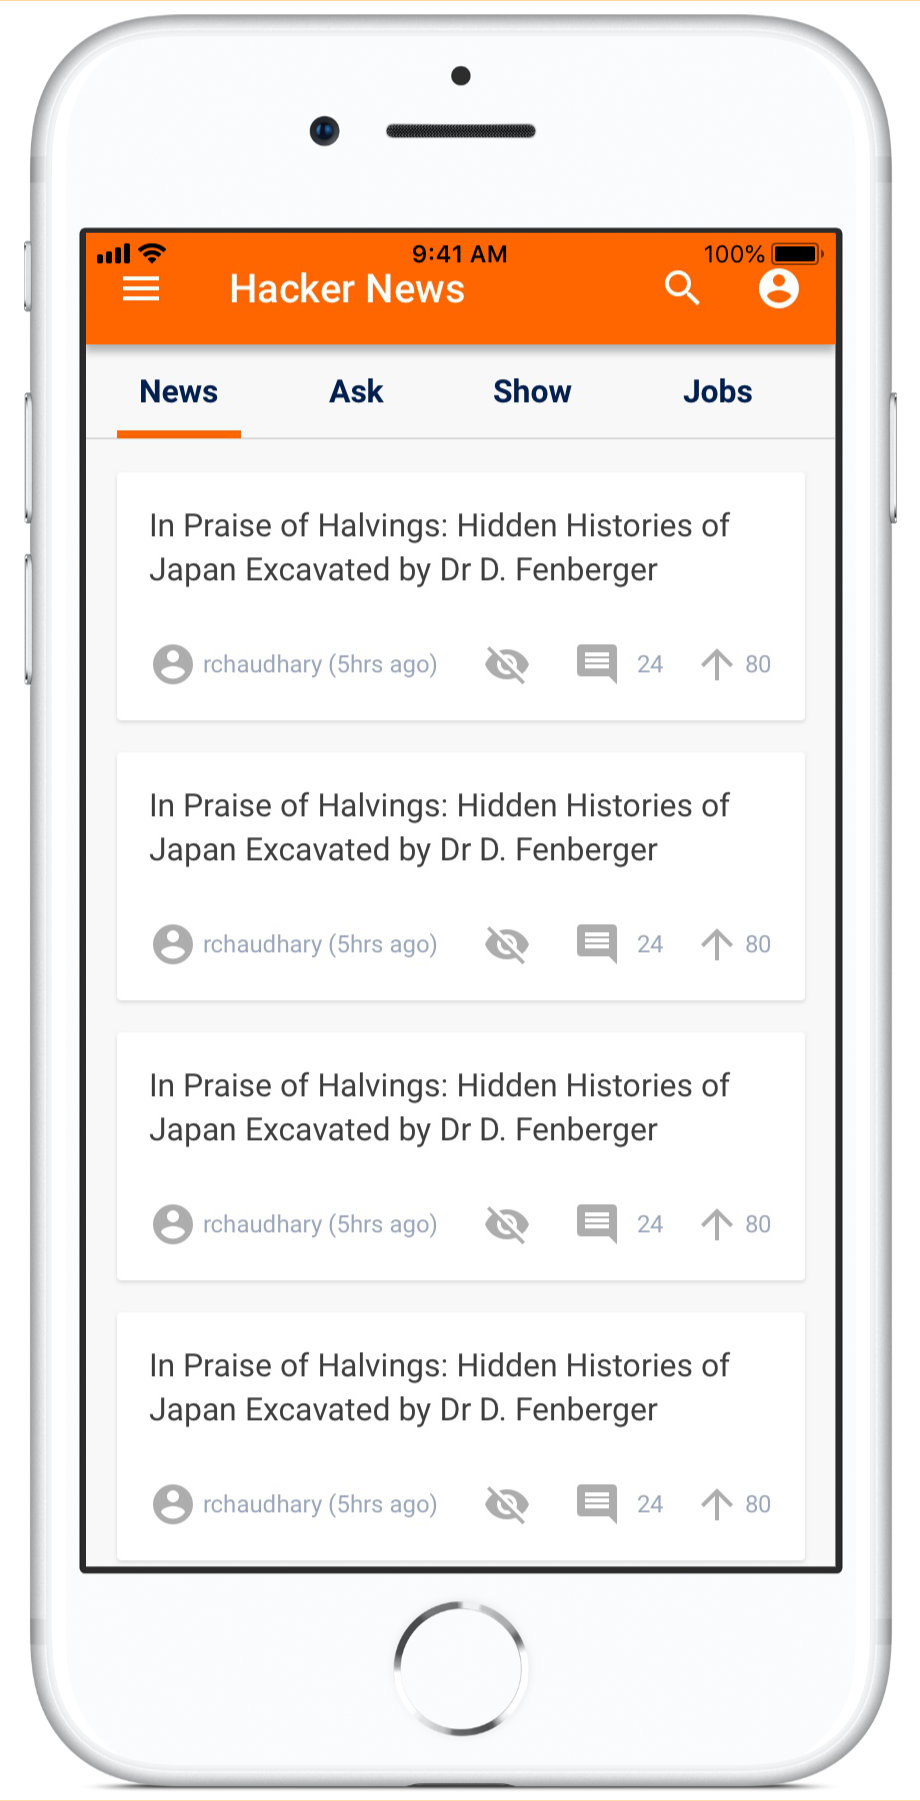 9:41 AM 100%
Hacker News
News Ask Show Jobs
In Praise of Halvings: Hidden Histories of
Japan Excavated by Dr D. Fenberger
rchaudhary (5hrs ago) 24 80
In Praise of Halvings: Hidden Histories of
Japan Excavated by Dr D. Fenberger
rchaudhary (5hrs ago) 24 80
In Praise of Halvings: Hidden Histories of
Japan Excavated by Dr D. Fenberger
rchaudhary (5hrs ago) 24 80
In Praise of Halvings: Hidden Histories of
Japan Excavated by Dr D. Fenberger
rchaudhary (5hrs ago) 24 80